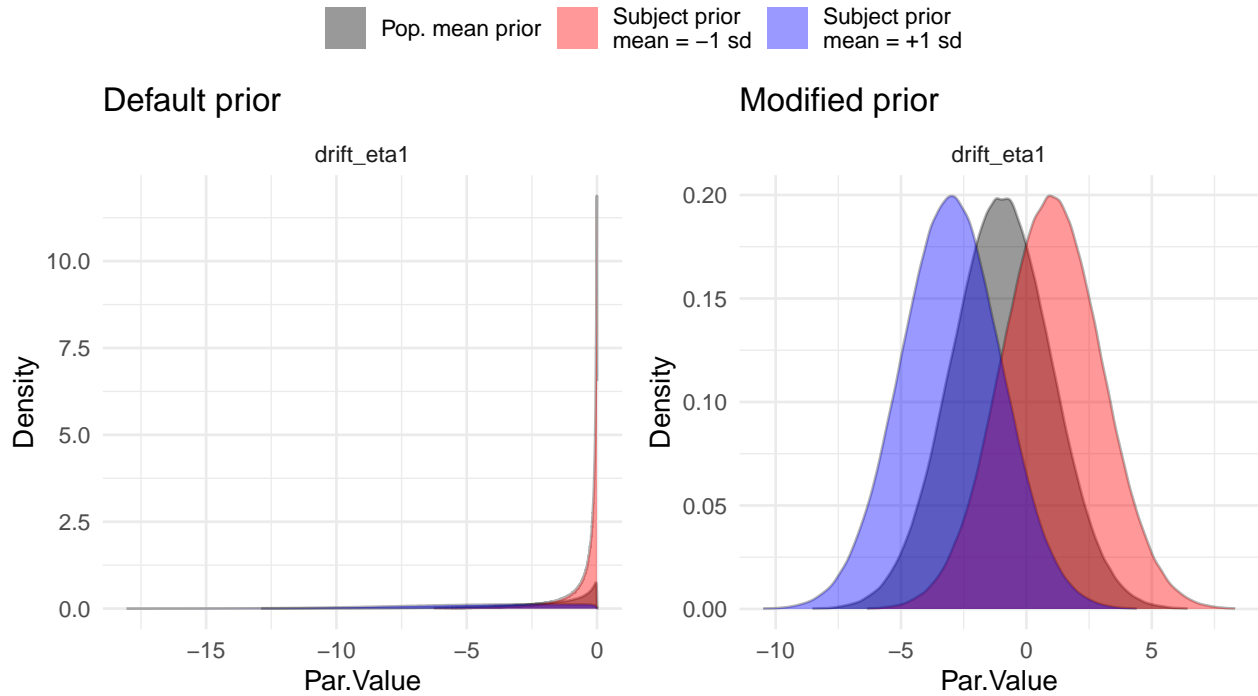 Pop. mean prior
Subject prior
mean = −1 sd
Subject prior
mean = +1 sd
Default prior
Modified prior
drift_eta1
drift_eta1
Density
10.0
7.5
5.0
2.5
0.0
−15
−10
−5
0
Par.Value
Density
0.20
0.15
0.10
0.05
0.00
−10
−5
0
5
Par.Value